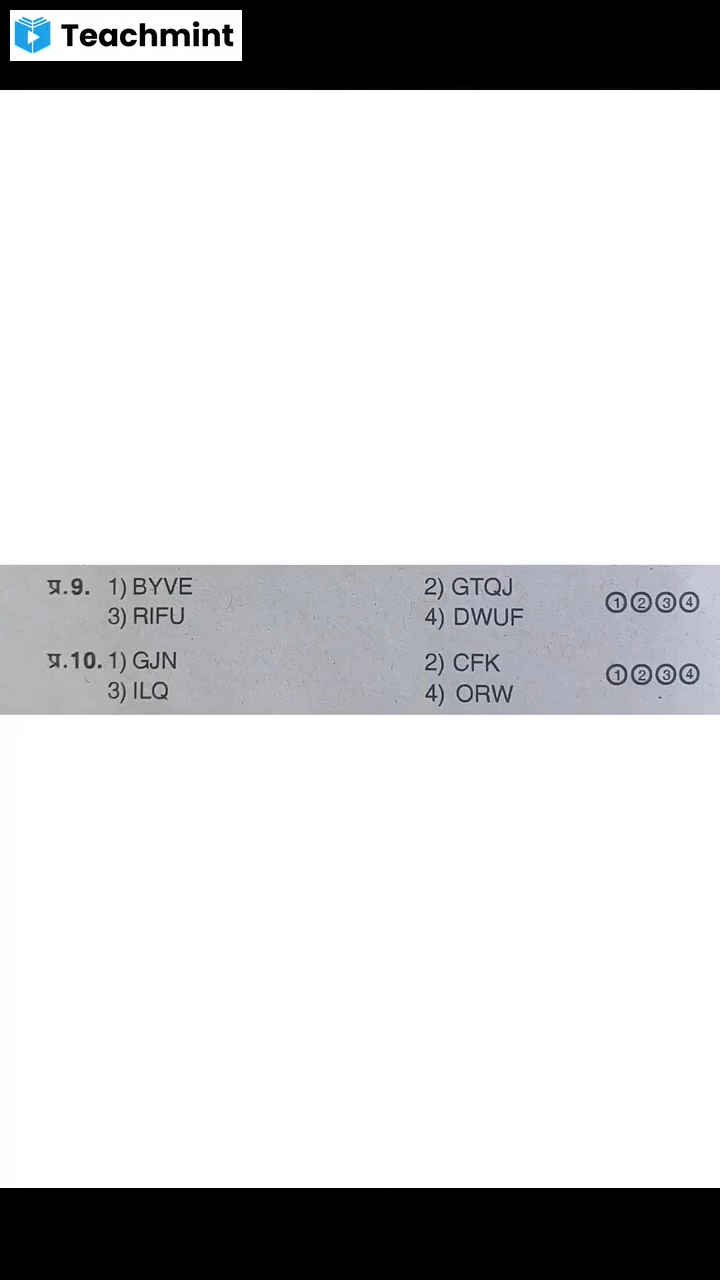 Teachmint
प्र.9. 1) BYVE 2) GTQJ ①②③④
3) RIFU 4) DWUF
प्र.10. 1) GJN 2) CFK ①②③④
3) ILQ 4) ORW